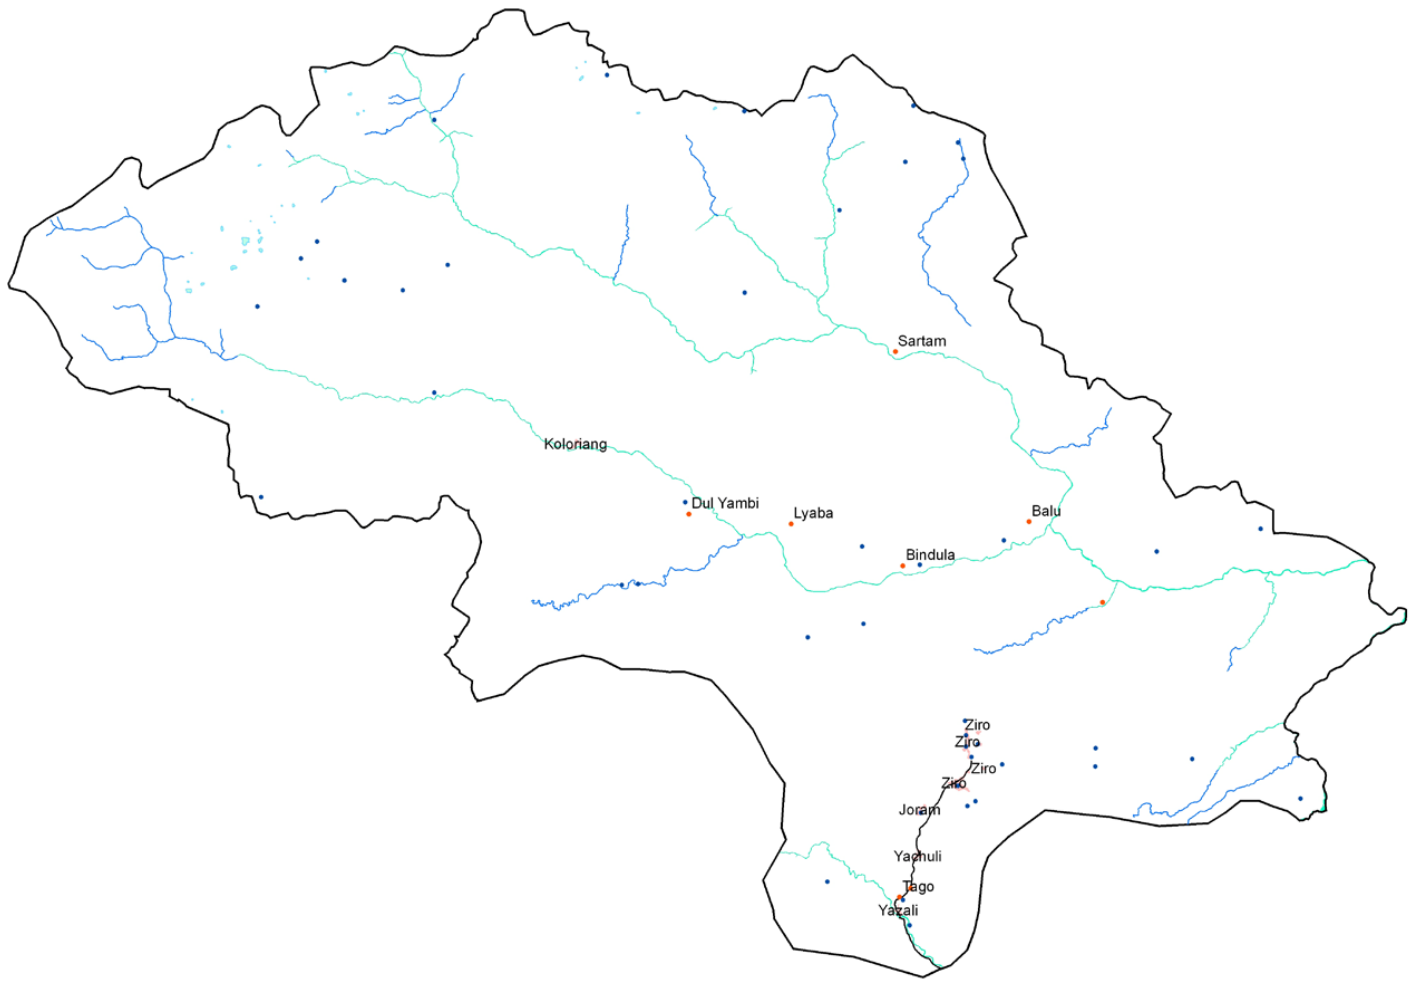 Sartam
Koloriang
Dul Yambi
Lyaba
Balu
Bindula
Ziro
Ziro
Ziro
Ziro
Joram
Yachuli
Tago
Yazali